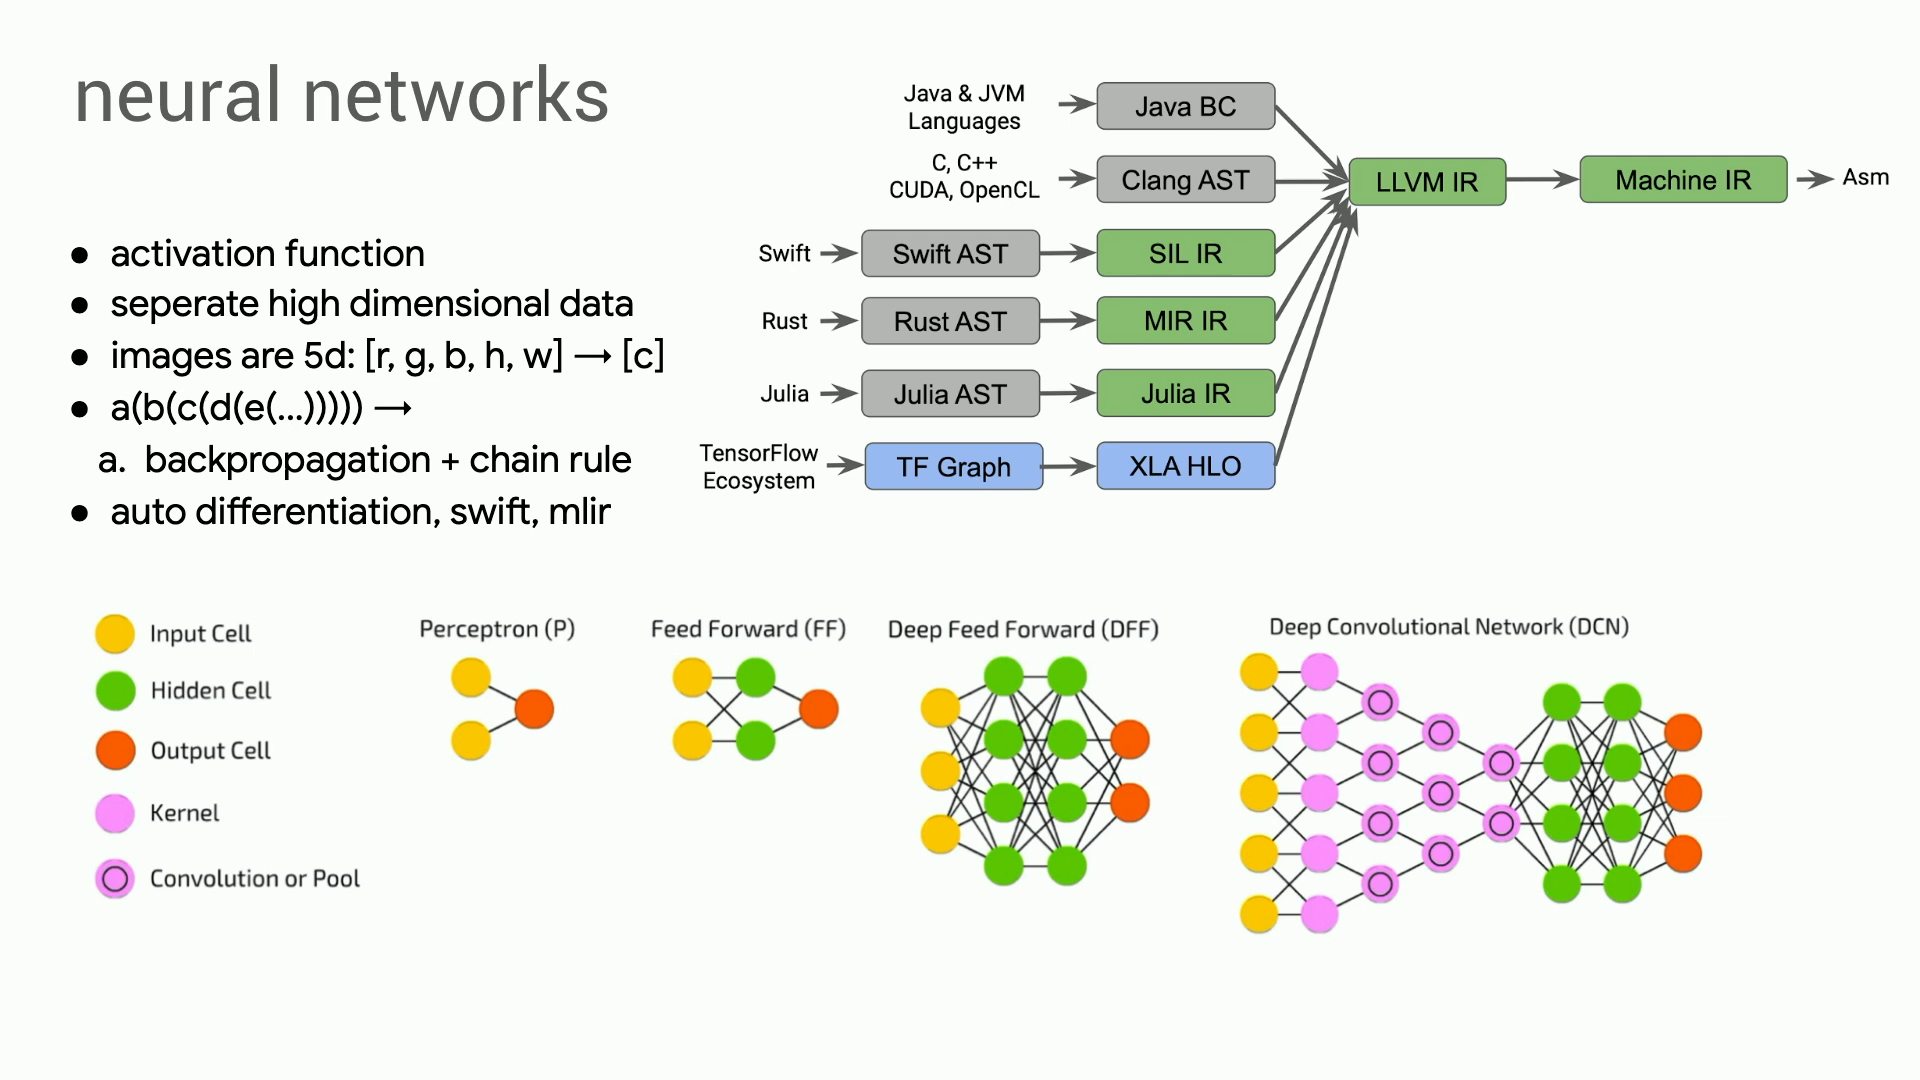 neural networks
● activation function
● seperate high dimensional data
● images are 5d: [r, g, b, h, w] → [c]
● a(b(c(d(e(...))))) →
a. backpropagation + chain rule
● auto differentiation, swift, mlir
Java & JVM
Languages
Java BC
C, C++
CUDA, OpenCL
Clang AST
LLVM IR
Machine IR
Asm
Swift
Swift AST
SIL IR
Rust
Rust AST
MIR IR
Julia
Julia AST
Julia IR
TensorFlow
Ecosystem
TF Graph
XLA HLO
Input Cell
Hidden Cell
Output Cell
Kernel
Convolution or Pool
Perceptron (P)
Feed Forward (FF)
Deep Feed Forward (DFF)
Deep Convolutional Network (DCN)